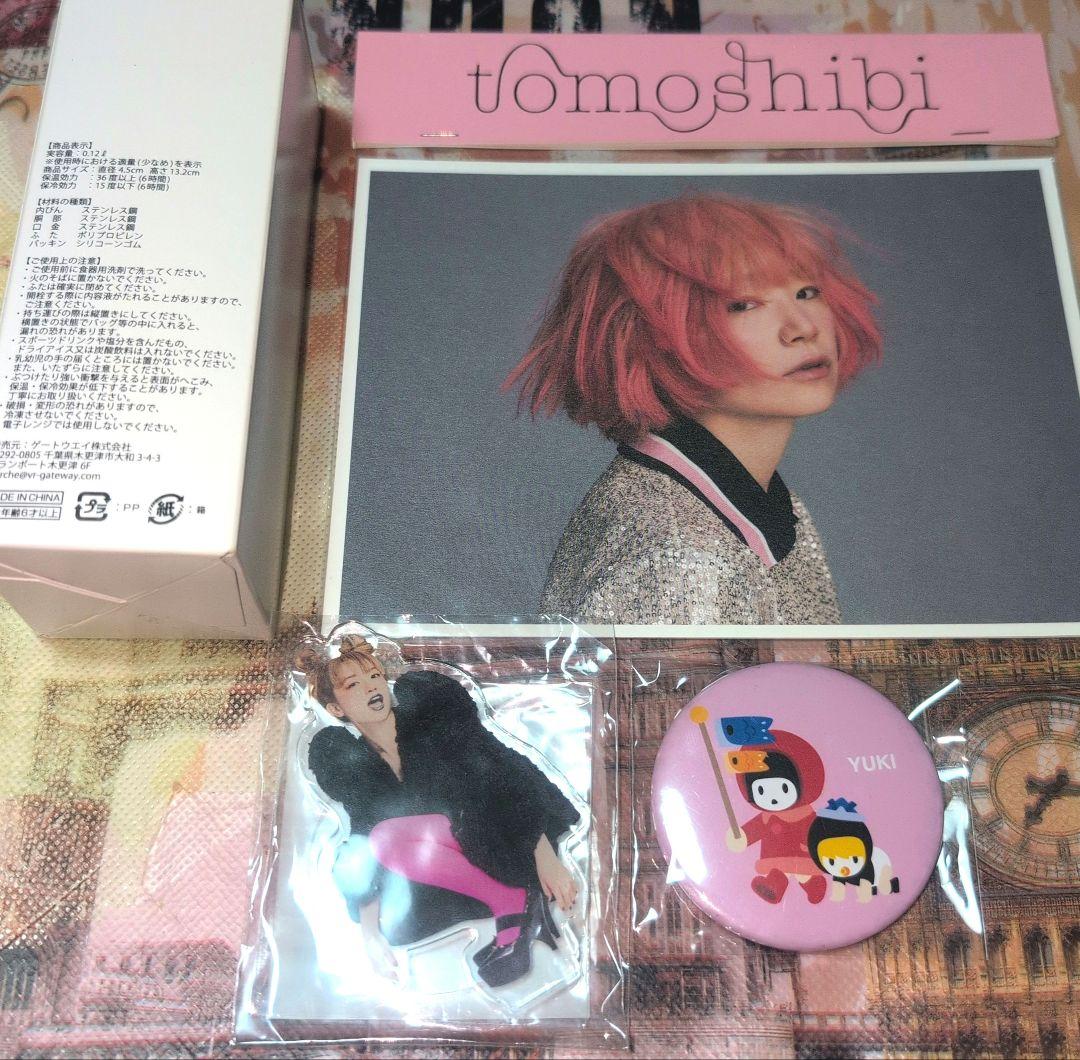 【商品表示】
実容量：0.12ℓ
※使用時における適量(少なめ)を表示
商品サイズ：直径4.5cm 高さ13.2cm
保温効力　：36度以上(6時間)
保冷効力　：15度以下(6時間)
【材料の種類】
内びん　ステンレス鋼
胴　部　ステンレス鋼
口　金　ステンレス鋼
ふ　た　ポリプロピレン
パッキン　シリコーンゴム
【ご使用上の注意】
・ご使用前に食器用洗剤で洗ってください。
・火のそばに置かないでください。
・ふたは確実に閉めてください。
・開栓する際に内容液がたれることがありますので、
ご注意ください。
・持ち運びの際は縦置きにしてください。
横置きの状態でバッグ等の中に入れると、
漏れの恐れがあります。
・スポーツドリンクや塩分を含んだもの、
ドライアイス又は炭酸飲料は入れないでください。
・乳幼児の手の届くところには置かないでください。
また、いたずらに注意してください。
・ぶつけたり強い衝撃を与えると表面がへこみ、
保温・保冷効果が低下することがあります。
丁寧にお取り扱いください。
・破損・変形の恐れがありますので、
冷凍させないでください。
電子レンジでは使用しないでください。
売元：ゲートウエイ株式会社
292-0805 千葉県木更津市大和3-4-3
ランポート木更津 6F
rche@vr-gateway.com
MADE IN CHINA
年齢6才以上
プラ：PP
紙：箱
tomoshibi
YUKI